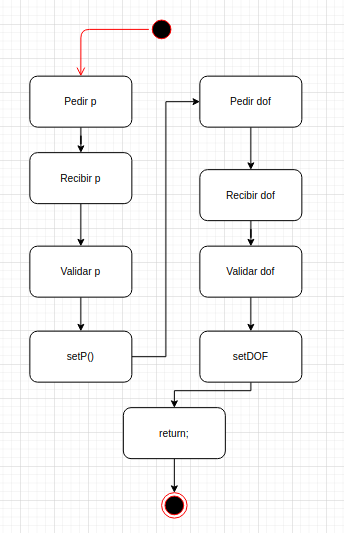 Pedir p
Recibir p
Validar p
setP()
Pedir dof
Recibir dof
Validar dof
setDOF
return;